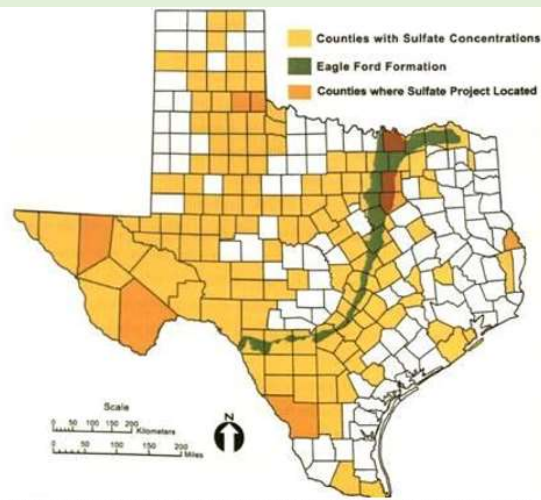 Counties with Sulfate Concentrations
Eagle Ford Formation
Counties where Sulfate Project Located
Scale
0 50 100 150 200
Kilometers
0 50 100 150 200
Miles
N